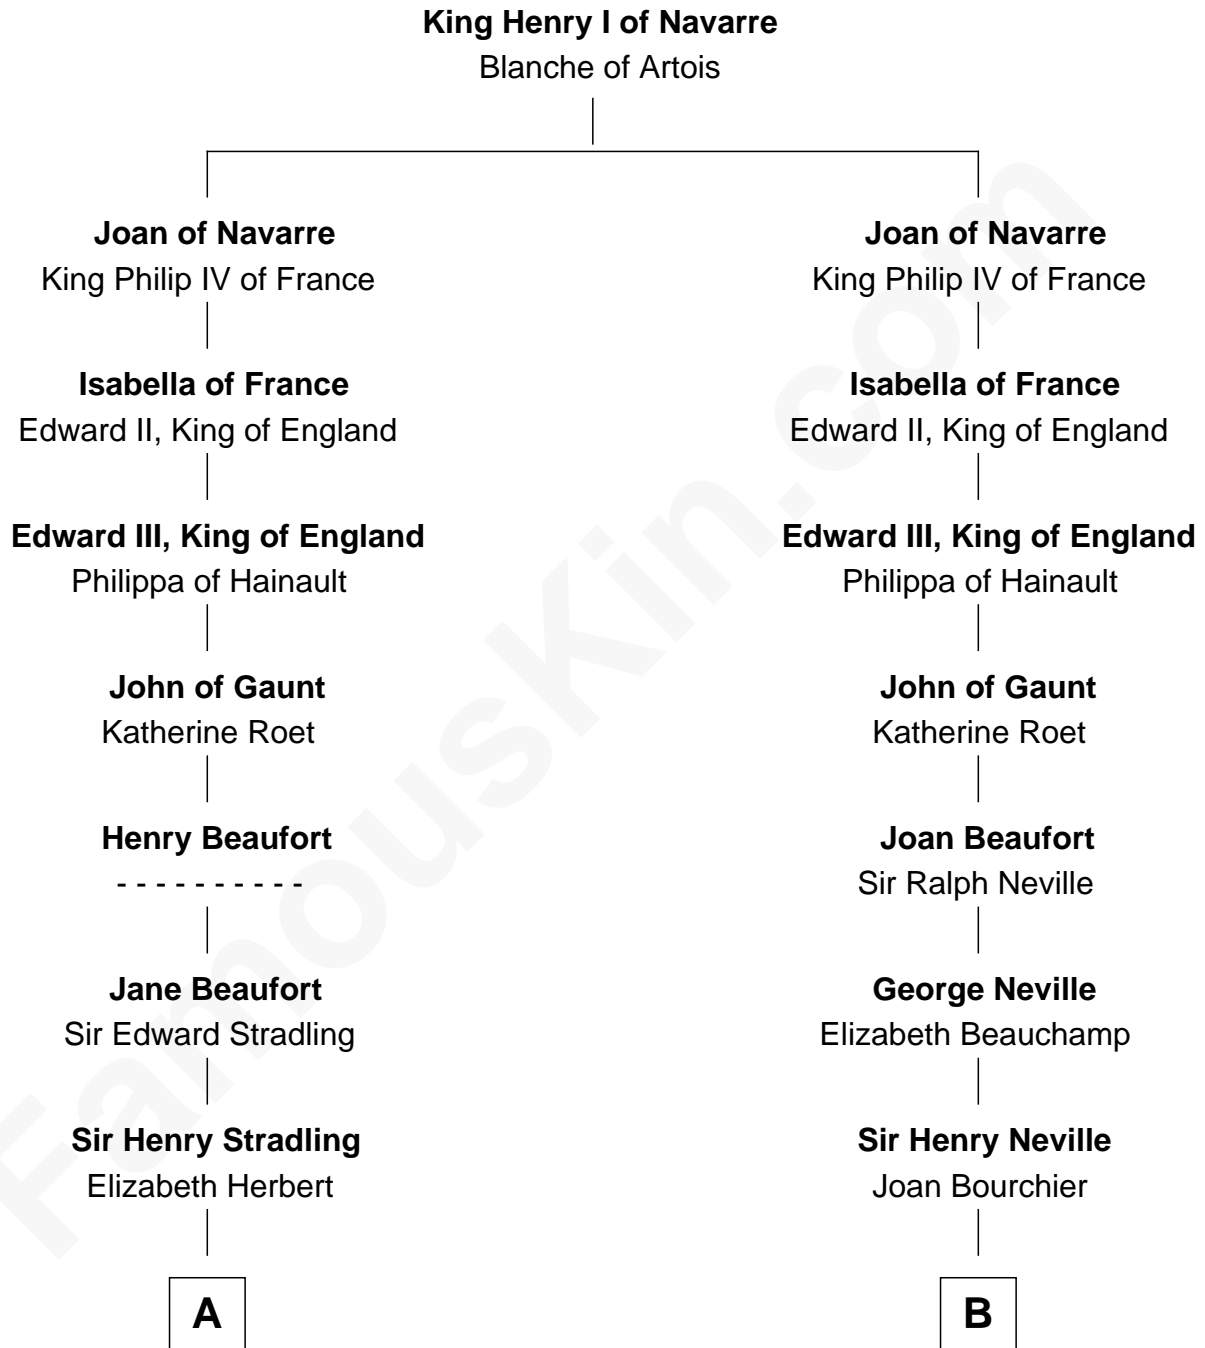 King Henry I of Navarre
Blanche of Artois
Joan of Navarre
King Philip IV of France
Joan of Navarre
King Philip IV of France
Isabella of France
Edward II, King of England
Isabella of France
Edward II, King of England
Edward III, King of England
Philippa of Hainault
Edward III, King of England
Philippa of Hainault
John of Gaunt
Katherine Roet
John of Gaunt
Katherine Roet
Henry Beaufort
- - - - - - - - - -
Joan Beaufort
Sir Ralph Neville
Jane Beaufort
Sir Edward Stradling
George Neville
Elizabeth Beauchamp
Sir Henry Stradling
Elizabeth Herbert
Sir Henry Neville
Joan Bourchier
A
B
FamousKin.com